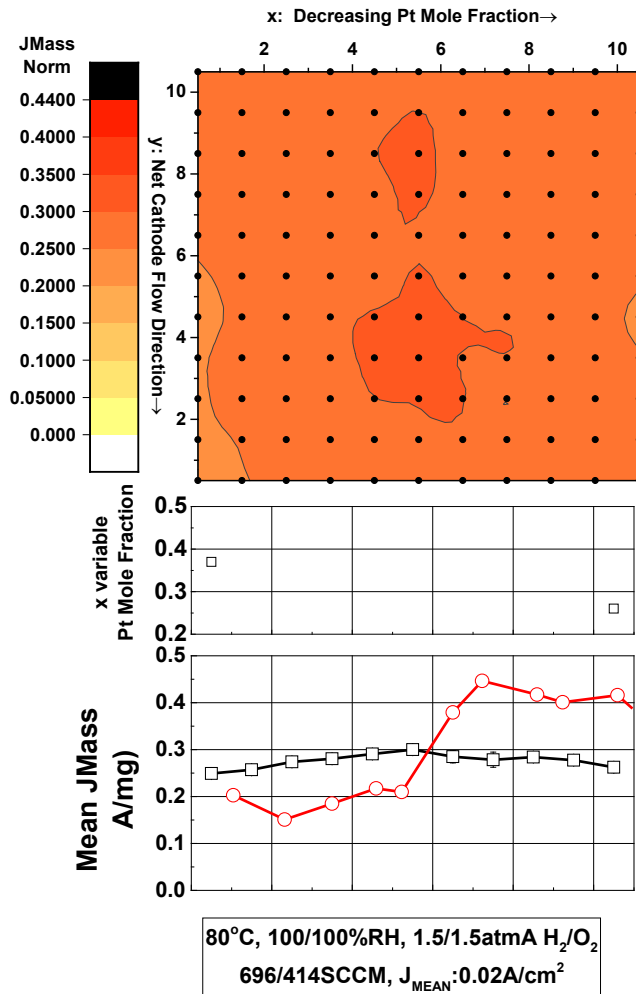 x:  Decreasing Pt Mole Fraction→
JMass
Norm
2 4 6 8 10
0.4400
0.4000
0.3500
0.3000
0.2500
0.2000
0.1500
0.1000
0.05000
0.000
y: Net Cathode Flow Direction→
10
8
6
4
2
x variable
Pt Mole Fraction
0.5
0.4
0.3
0.2
Mean JMass
A/mg)
0.5
0.4
0.3
0.2
0.1
0.0
80°C, 100/100%RH, 1.5/1.5atmA H₂/O₂
696/414SCCM, J_MEAN:0.02A/cm²